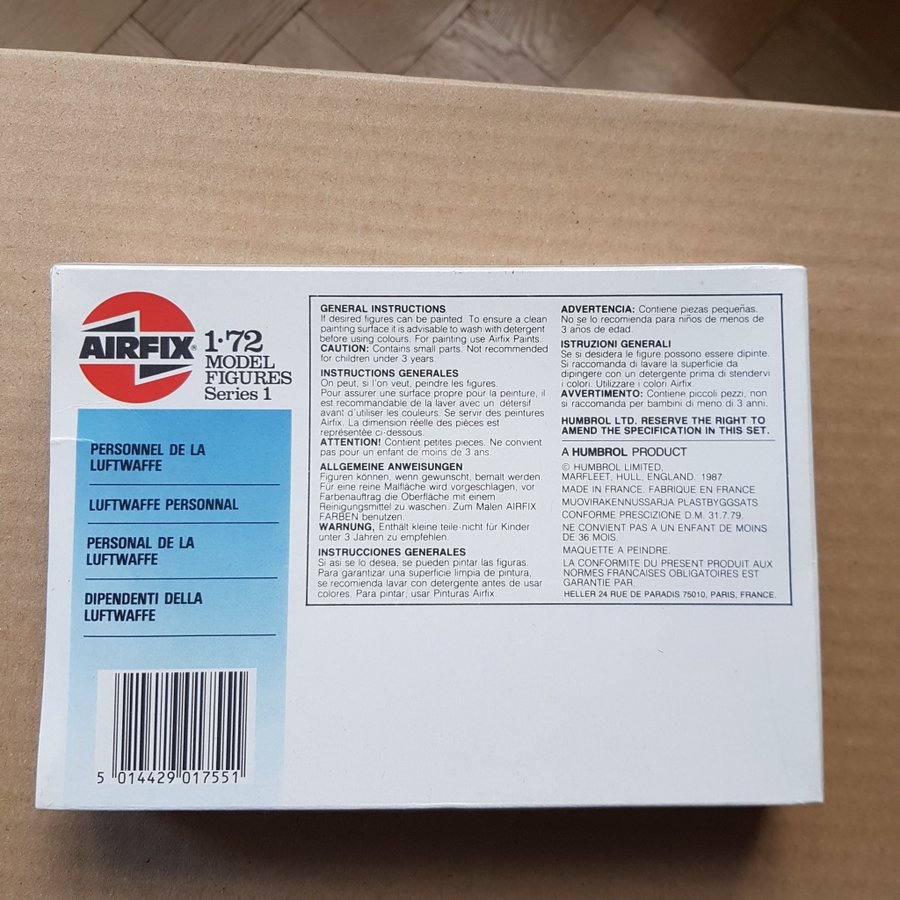 AIRFIX®
1·72
MODEL
FIGURES
Series 1
PERSONNEL DE LA
LUFTWAFFE
LUFTWAFFE PERSONNAL
PERSONAL DE LA
LUFTWAFFE
DIPENDENTI DELLA
LUFTWAFFE
5 014429 017551
GENERAL INSTRUCTIONS
If desired figures can be painted. To ensure a clean
painting surface it is advisable to wash with detergent
before using colours. For painting use Airfix Paints.
CAUTION: Contains small parts. Not recommended
for children under 3 years.
INSTRUCTIONS GENERALES
On peut, si l'on veut, peindre les figures.
Pour assurer une surface propre pour la peinture, il
est recommandable de la laver avec un détersif
avant d'utiliser les couleurs. Se servir des peintures
Airfix. La dimension réelle des pièces est
représentée ci-dessous.
ATTENTION! Contient petites pieces. Ne convient
pas pour un enfant de moins de 3 ans.
ALLGEMEINE ANWEISUNGEN
Figuren können, wenn gewunscht, bemalt werden.
Für eine reine Malfläche wird vorgeschlagen, vor
Farbenauftrag die Oberfläche mit einem
Reinigungsmittel zu waschen. Zum Malen AIRFIX
FARBEN benutzen.
WARNUNG, Enthält kleine teile·nicht für Kinder
unter 3 Jahren zu empfehlen.
INSTRUCCIONES GENERALES
Si asi se lo desea, se pueden pintar las figuras.
Para garantizar una superficie limpia de pintura,
se recomienda lavar con detergente antes de usar
colores. Para pintar, usar Pinturas Airfix.
ADVERTENCIA: Contiene piezas pequeñas.
No se lo recomienda para niños de menos de
3 años de edad.
ISTRUZIONI GENERALI
Se si desidera le figure possono essere dipinte.
Si raccomanda di lavare la superficie da
dipingere con un detergente prima di stendervi
i colori. Utilizzare i colori Airfix.
AVVERTIMENTO: Contiene piccoli pezzi, non
si raccomanda per bambini di meno di 3 anni.
HUMBROL LTD. RESERVE THE RIGHT TO
AMEND THE SPECIFICATION IN THIS SET.
A HUMBROL PRODUCT
© HUMBROL LIMITED,
MARFLEET, HULL, ENGLAND. 1987
MADE IN FRANCE. FABRIQUE EN FRANCE
MUOVIRAKENNUSSARJA PLASTBYGGSATS
CONFORME PRESCIZIONE D.M. 31.7.79.
NE CONVIENT PAS A UN ENFANT DE MOINS
DE 36 MOIS.
MAQUETTE A PEINDRE.
LA CONFORMITE DU PRESENT PRODUIT AUX
NORMES FRANCAISES OBLIGATOIRES EST
GARANTIE PAR
HELLER 24 RUE DE PARADIS 75010, PARIS, FRANCE.